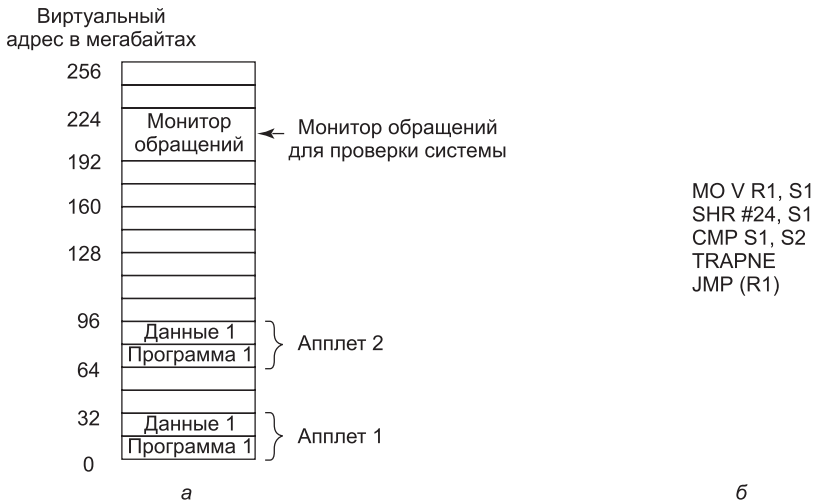 Виртуальный
адрес в мегабайтах
256
224
Монитор
обращений
Монитор обращений
для проверки системы
192
160
128
96
Данные 1
Программа 1
Апплет 2
64
32
Данные 1
Программа 1
Апплет 1
0
а
MO V R1, S1
SHR #24, S1
CMP S1, S2
TRAPNE
JMP (R1)
б